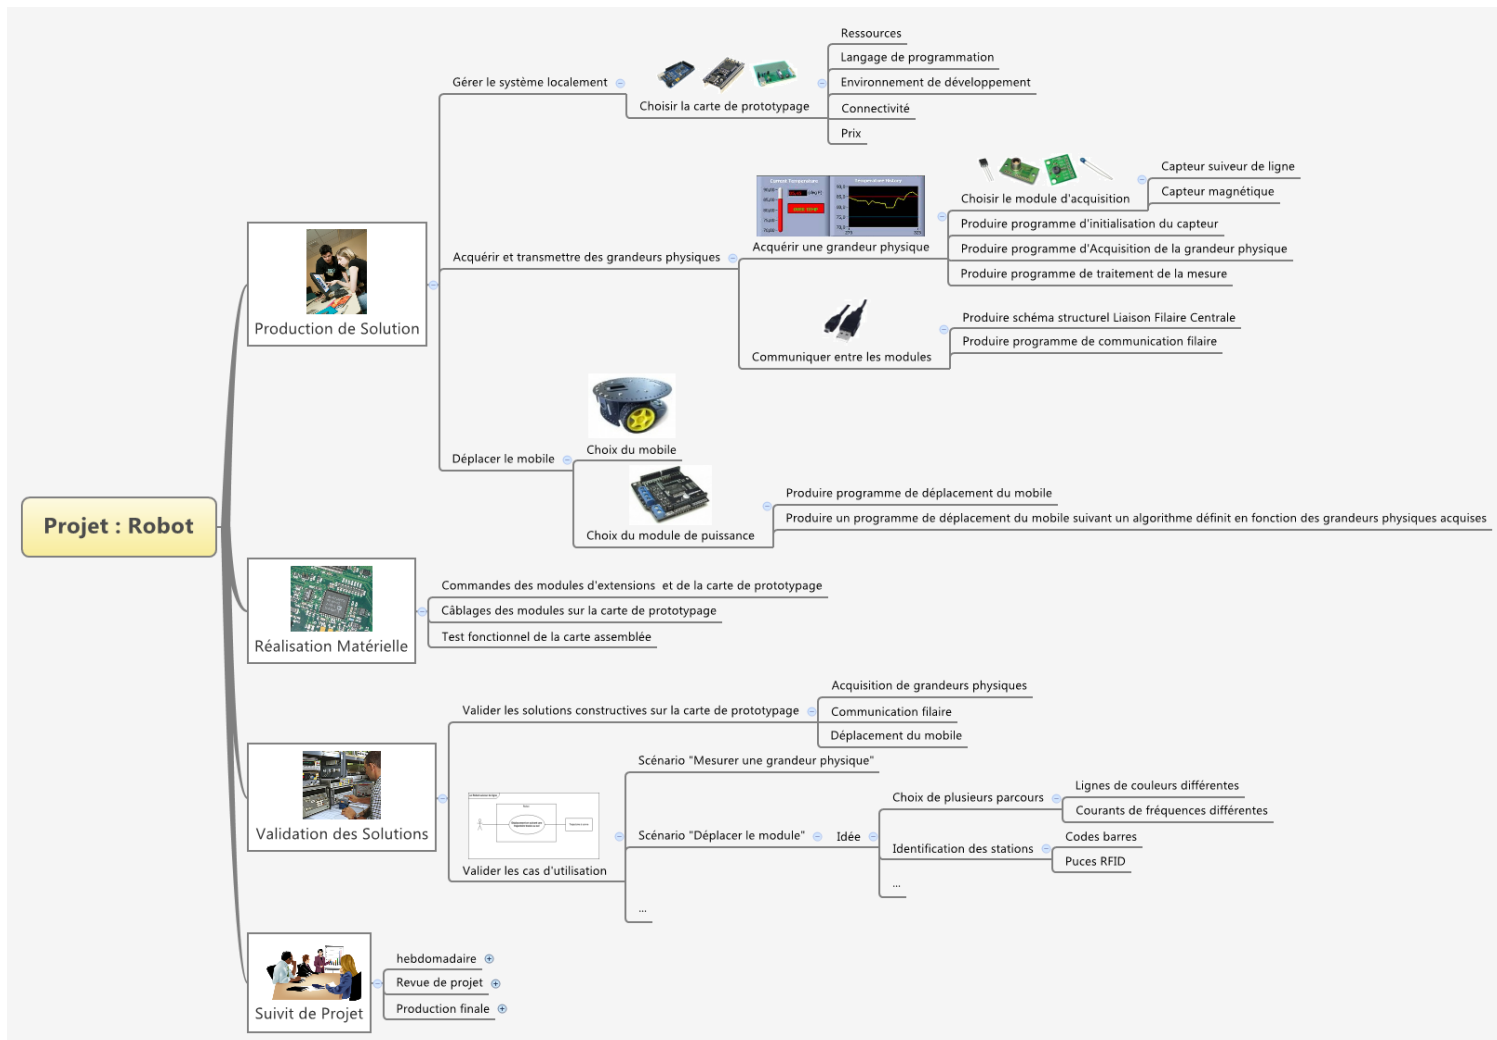 Projet : Robot
Production de Solution
Gérer le système localement
Choisir la carte de prototypage
Ressources
Langage de programmation
Environnement de développement
Connectivité
Prix
Acquérir et transmettre des grandeurs physiques
Current Temperature
Temperature History
Acquérir une grandeur physique
Choisir le module d'acquisition
Capteur suiveur de ligne
Capteur magnétique
Produire programme d'initialisation du capteur
Produire programme d'Acquisition de la grandeur physique
Produire programme de traitement de la mesure
Communiquer entre les modules
Produire schéma structurel Liaison Filaire Centrale
Produire programme de communication filaire
Déplacer le mobile
Choix du mobile
Choix du module de puissance
Produire programme de déplacement du mobile
Produire un programme de déplacement du mobile suivant un algorithme définit en fonction des grandeurs physiques acquises
Réalisation Matérielle
Commandes des modules d'extensions et de la carte de prototypage
Câblages des modules sur la carte de prototypage
Test fonctionnel de la carte assemblée
Validation des Solutions
Valider les solutions constructives sur la carte de prototypage
Acquisition de grandeurs physiques
Communication filaire
Déplacement du mobile
Valider les cas d'utilisation
Scénario "Mesurer une grandeur physique"
Scénario "Déplacer le module"
Idée
Choix de plusieurs parcours
Lignes de couleurs différentes
Courants de fréquences différentes
Identification des stations
Codes barres
Puces RFID
...
...
Suivit de Projet
hebdomadaire
Revue de projet
Production finale